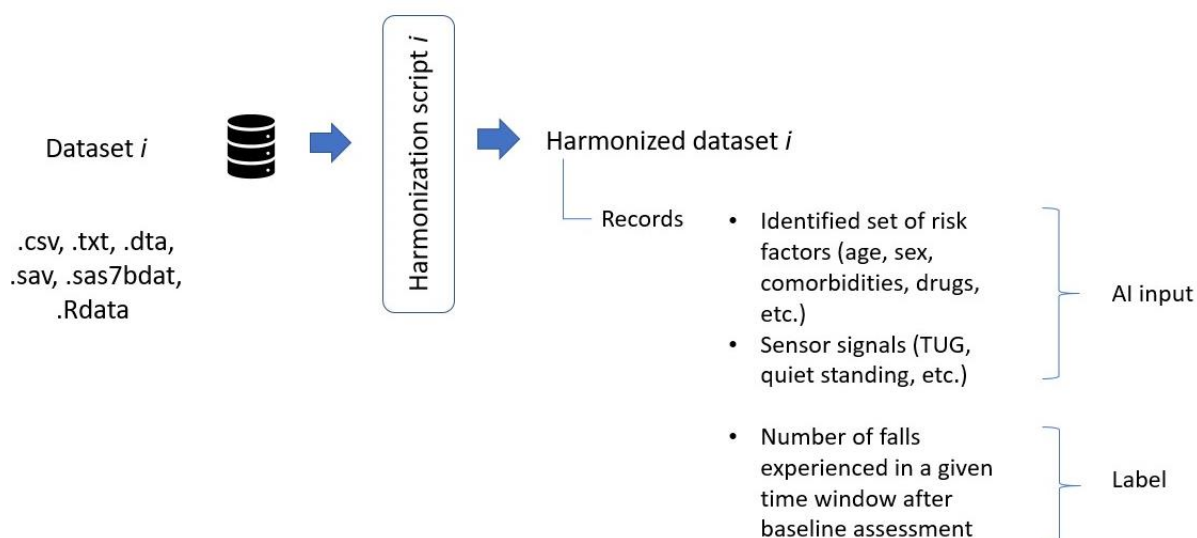 Dataset i
.csv, .txt, .dta,
.sav, .sas7bdat,
.Rdata
Harmonization script i
Harmonized dataset i
Records
• Identified set of risk
factors (age, sex,
comorbidities, drugs,
etc.)
• Sensor signals (TUG,
quiet standing, etc.)
AI input
• Number of falls
experienced in a given
time window after
baseline assessment
Label